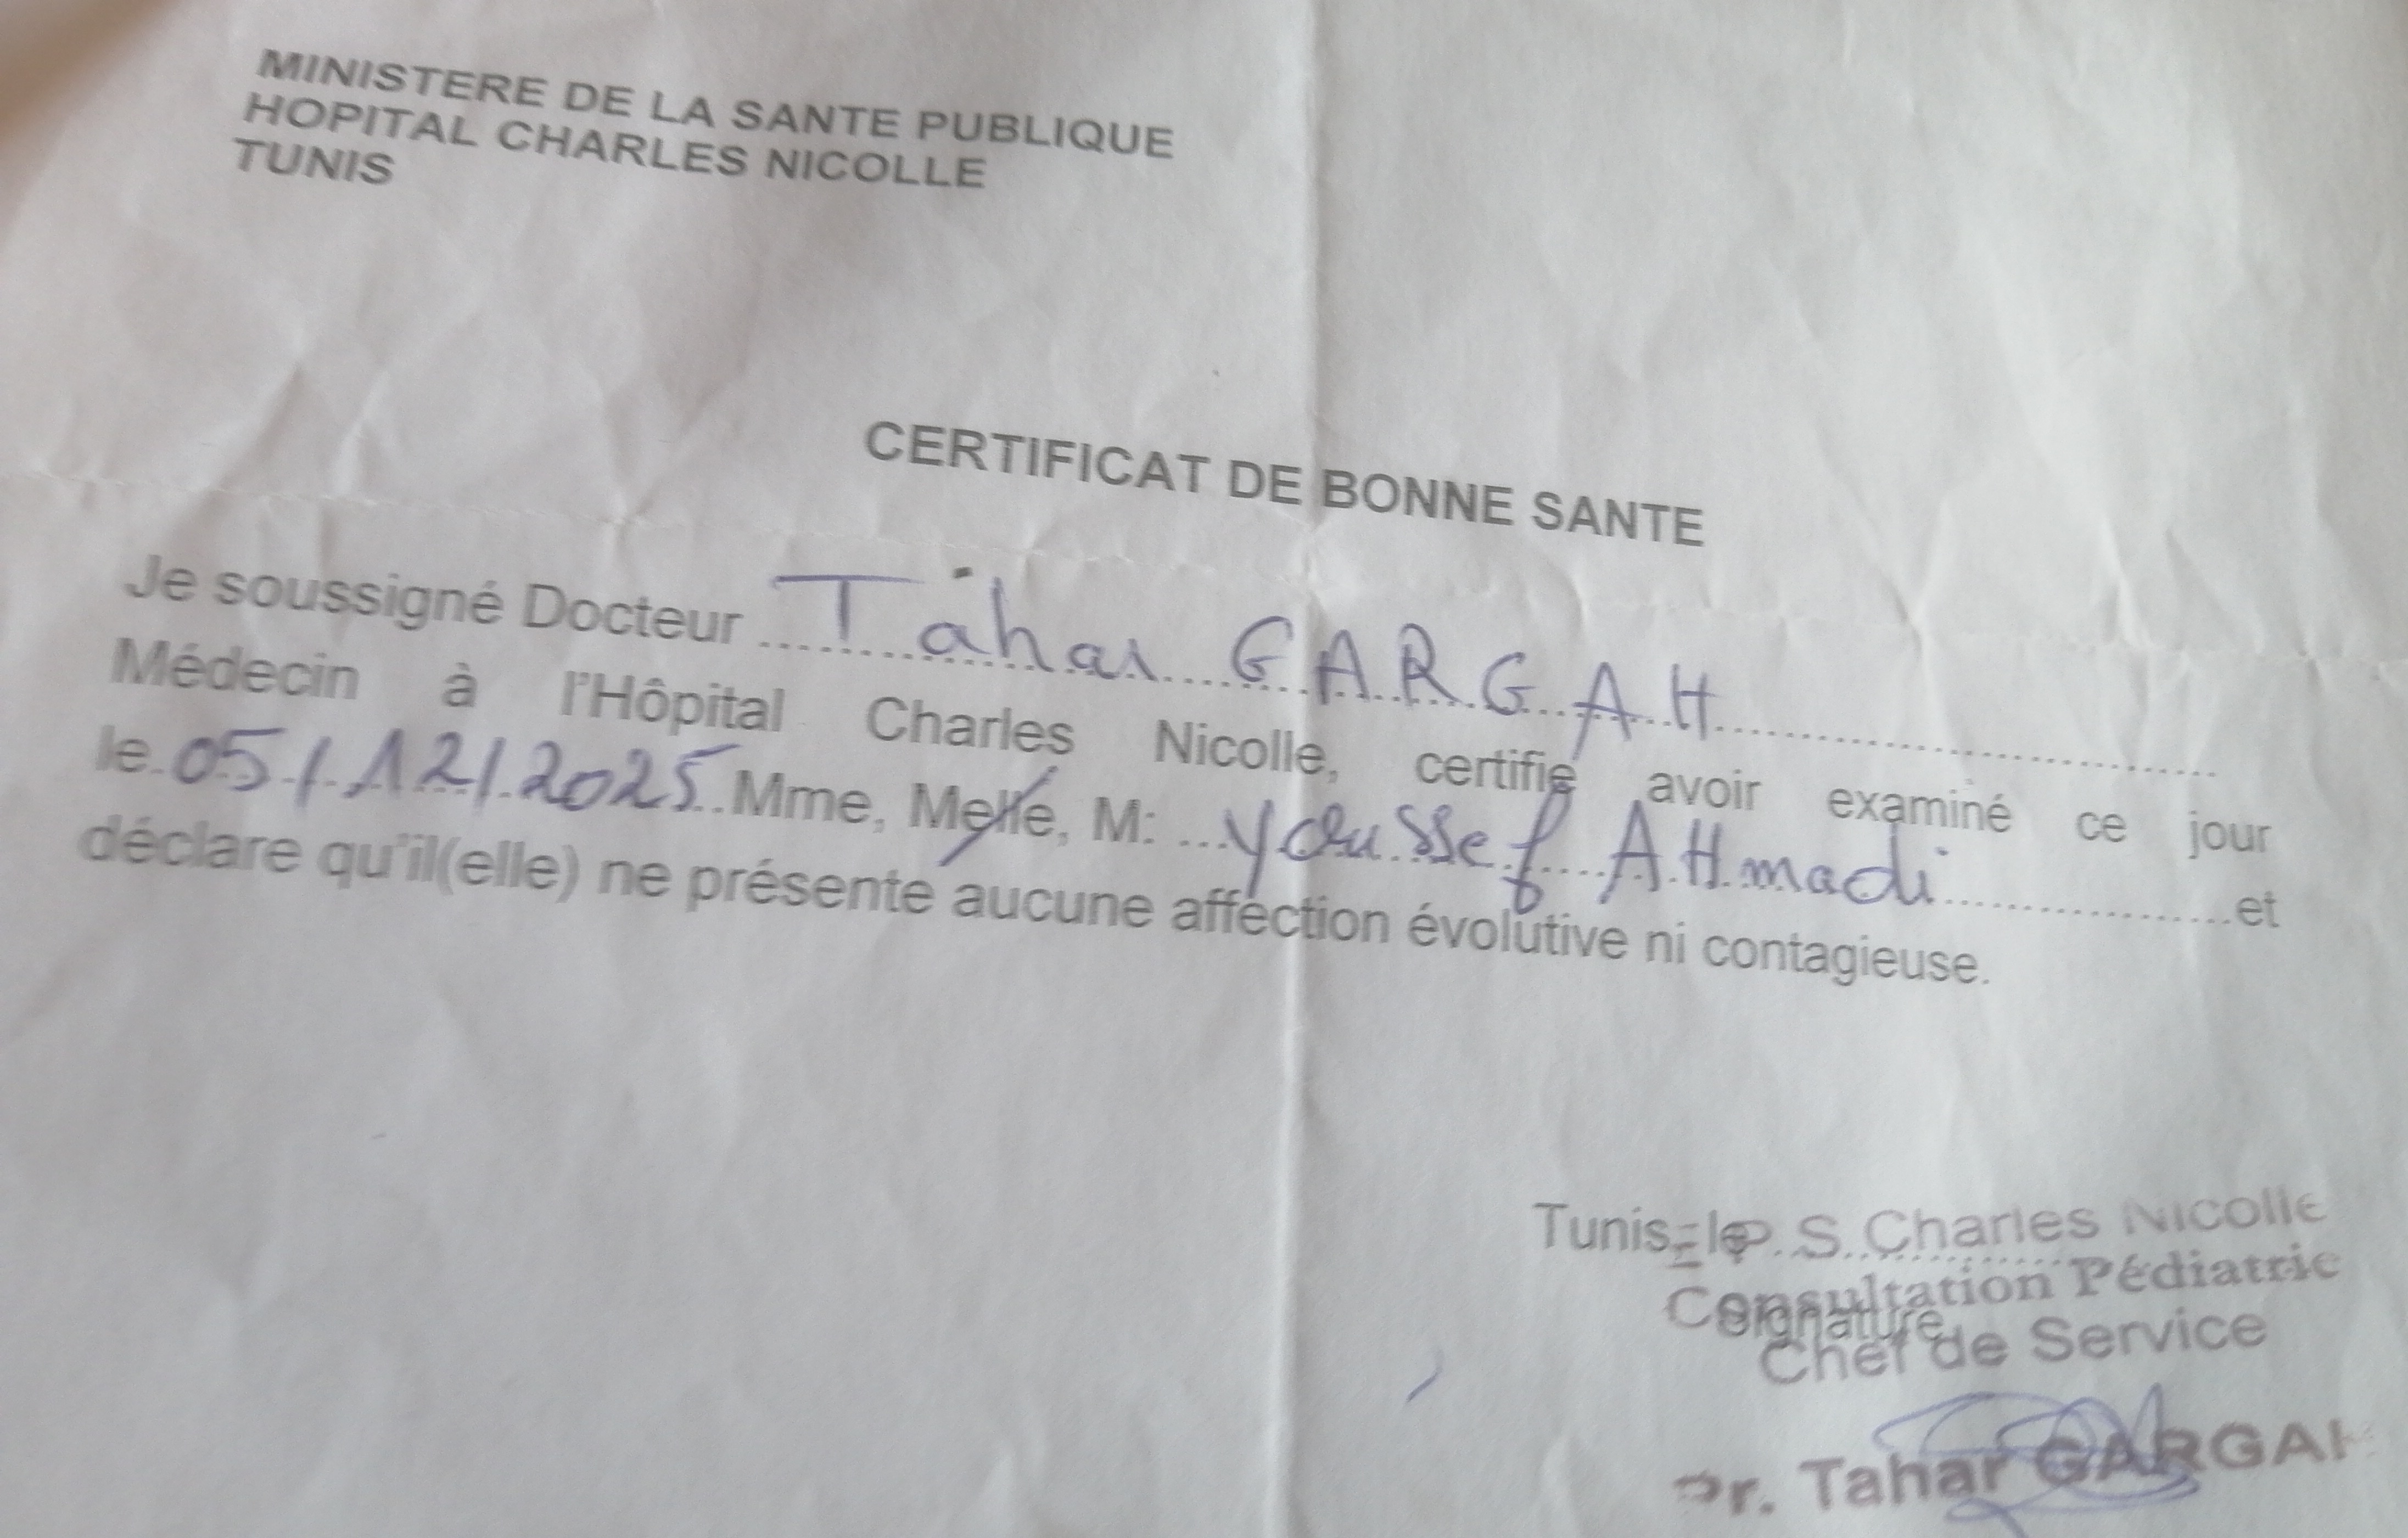 MINISTERE DE LA SANTE PUBLIQUE
HOPITAL CHARLES NICOLLE
TUNIS
CERTIFICAT DE BONNE SANTE
Je soussigné Docteur Tahar GARGAH
Médecin à l'Hôpital Charles Nicolle, certifie avoir examiné ce jour
le 05/12/2025 Mme, Melle, M: Youssef AHmadi et
déclare qu'il(elle) ne présente aucune affection évolutive ni contagieuse.
Tunis, le
S Charles Nicolle
Consultation Pédiatrie
Signature
Chef de Service
Pr. Tahar GARGAH